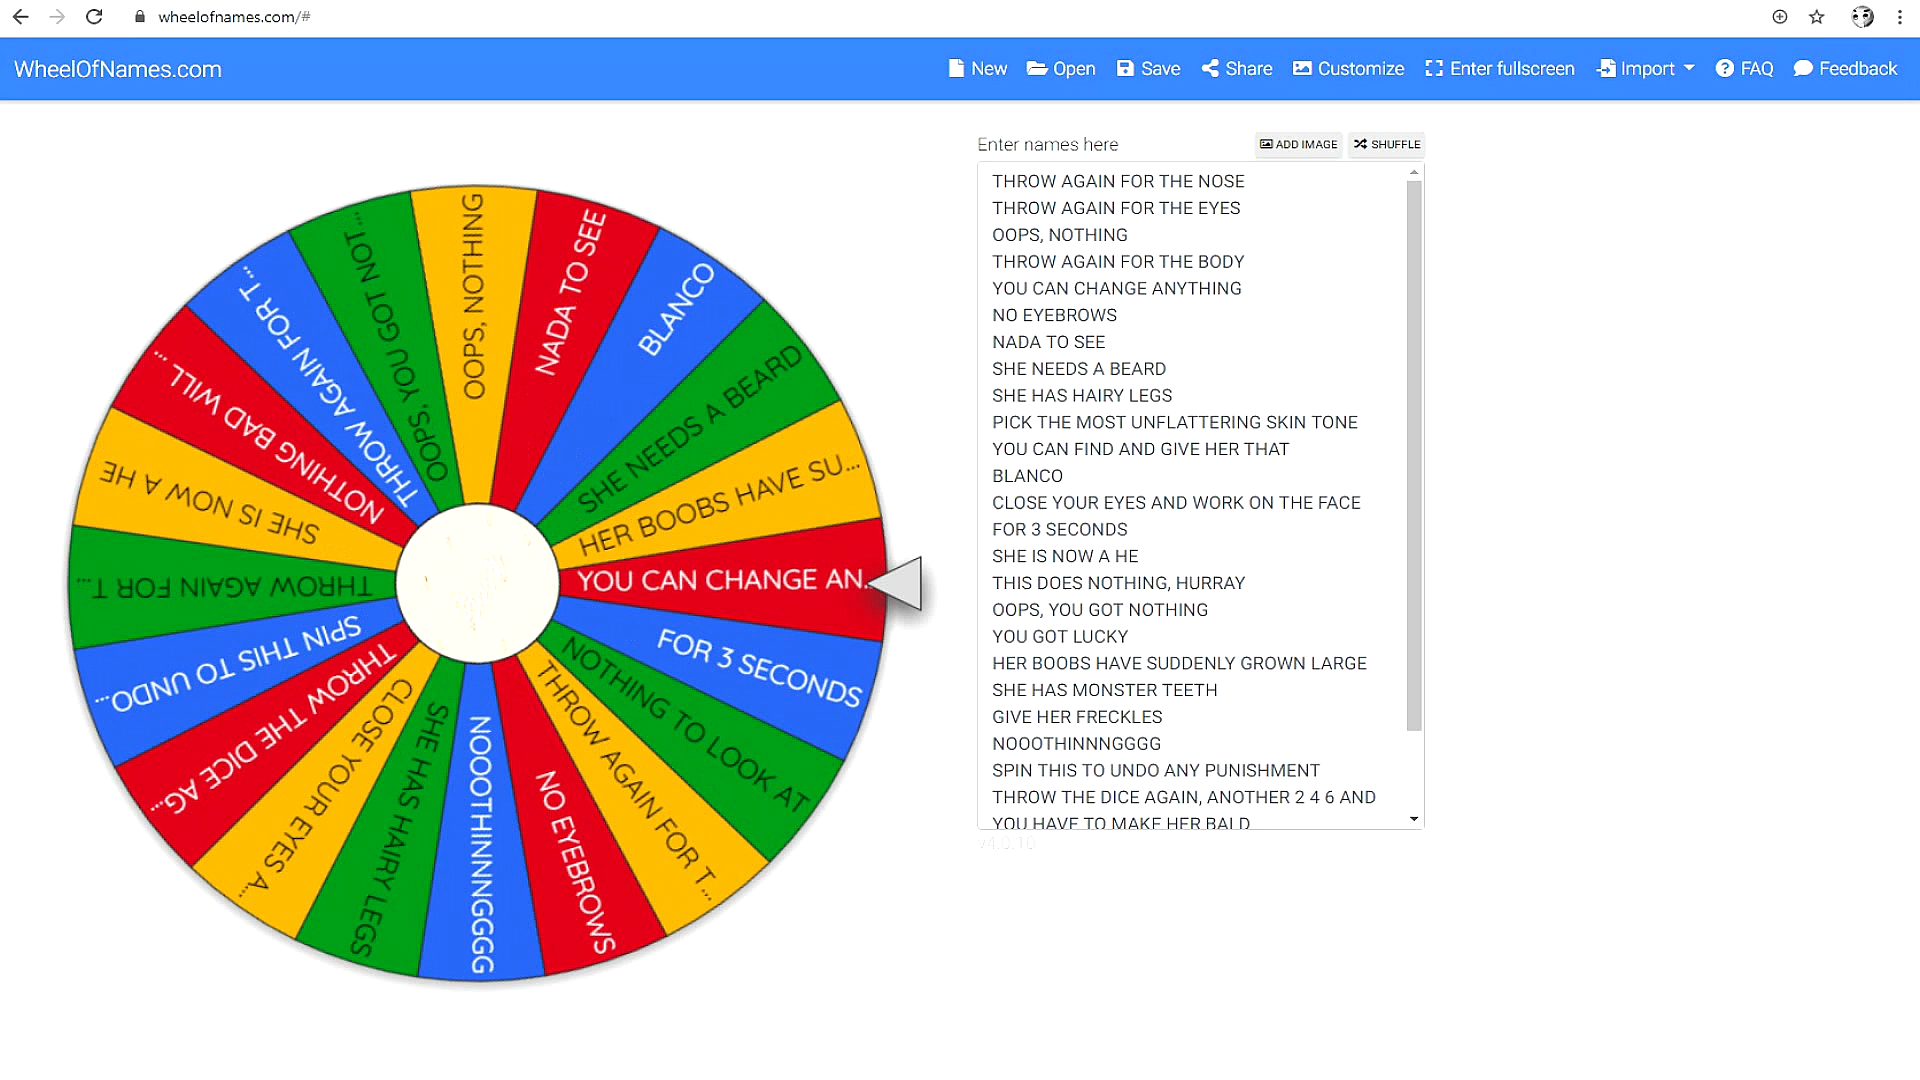 wheelofnames.com/#
WheelOfNames.com
New Open Save Share Customize Enter fullscreen Import FAQ Feedback
Enter names here
ADD IMAGE SHUFFLE
THROW AGAIN FOR THE NOSE
THROW AGAIN FOR THE EYES
OOPS, NOTHING
THROW AGAIN FOR THE BODY
YOU CAN CHANGE ANYTHING
NO EYEBROWS
NADA TO SEE
SHE NEEDS A BEARD
SHE HAS HAIRY LEGS
PICK THE MOST UNFLATTERING SKIN TONE
YOU CAN FIND AND GIVE HER THAT
BLANCO
CLOSE YOUR EYES AND WORK ON THE FACE
FOR 3 SECONDS
SHE IS NOW A HE
THIS DOES NOTHING, HURRAY
OOPS, YOU GOT NOTHING
YOU GOT LUCKY
HER BOOBS HAVE SUDDENLY GROWN LARGE
SHE HAS MONSTER TEETH
GIVE HER FRECKLES
NOOOTHINNNGGGG
SPIN THIS TO UNDO ANY PUNISHMENT
THROW THE DICE AGAIN, ANOTHER 2 4 6 AND
YOU HAVE TO MAKE HER BALD
v4.0.10
OOPS, NOTHING
NADA TO SEE
BLANCO
SHE NEEDS A BEARD
HER BOOBS HAVE SU...
YOU CAN CHANGE AN..
FOR 3 SECONDS
NOTHING TO LOOK AT
THROW AGAIN FOR T...
NO EYEBROWS
NOOOTHINNNGGGG
SHE HAS HAIRY LEGS
CLOSE YOUR EYES A...
THROW THE DICE AG...
SPIN THIS TO UNDO...
THROW AGAIN FOR T...
SHE IS NOW A HE
NOTHING BAD WILL ...
THROW AGAIN FOR T...
OOPS, YOU GOT NOT...